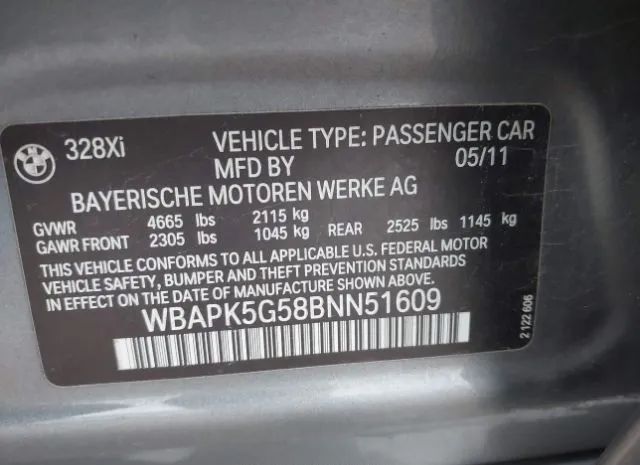 BMW
328Xi VEHICLE TYPE: PASSENGER CAR
MFD BY 05/11
BAYERISCHE MOTOREN WERKE AG
GVWR 4665 lbs 2115 kg
GAWR FRONT 2305 lbs 1045 kg REAR 2525 lbs 1145 kg
THIS VEHICLE CONFORMS TO ALL APPLICABLE U.S. FEDERAL MOTOR
VEHICLE SAFETY, BUMPER AND THEFT PREVENTION STANDARDS
IN EFFECT ON THE DATE OF MANUFACTURE SHOWN ABOVE.
WBAPK5G58BNN51609
2 122 606